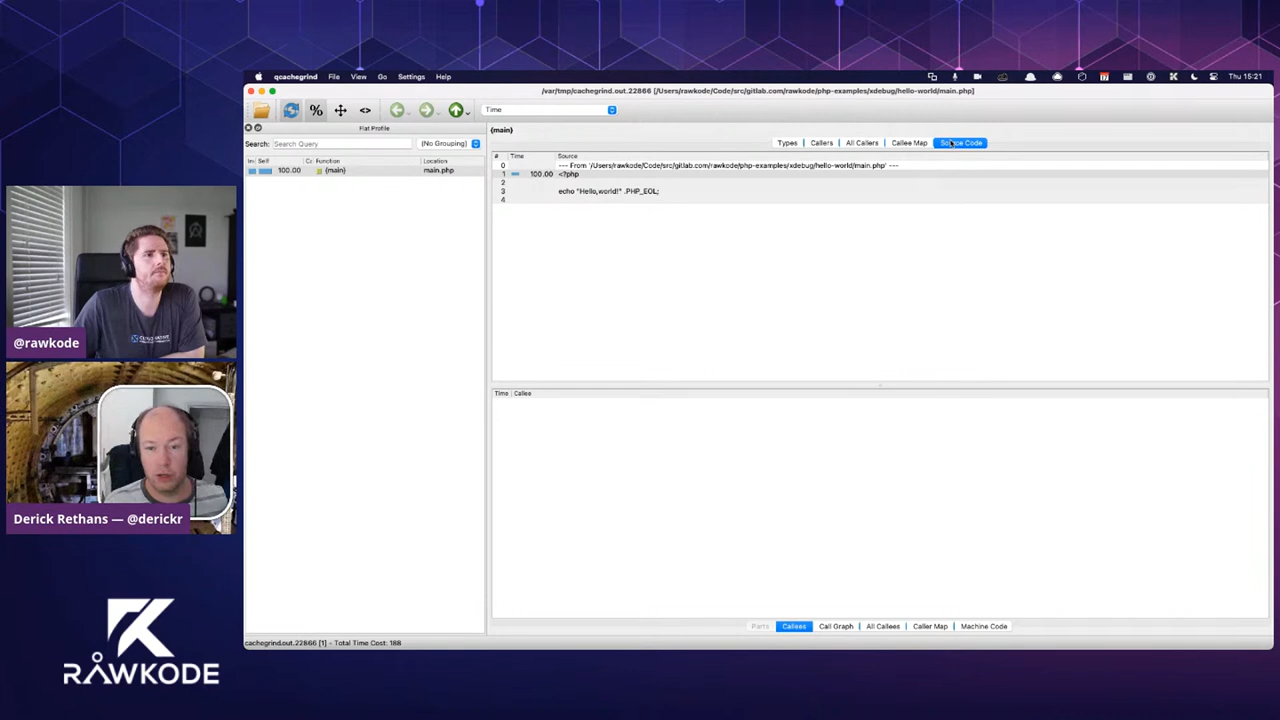 qcachegrind File View Go Settings Help
Thu 15:21
/var/tmp/cachegrind.out.22866 [/Users/rawkode/Code/src/gitlab.com/rawkode/php-examples/xdebug/hello-world/main.php]
% <> Time
Flat Profile
Search: Search Query (No Grouping)
Self Function Location
100.00 {main} main.php
{main}
Types Callers All Callers Callee Map Source Code
# Time Source
0 --- From '/Users/rawkode/Code/src/gitlab.com/rawkode/php-examples/xdebug/hello-world/main.php' ---
1 100.00 <?php
2
3 echo "Hello,world!" .PHP_EOL;
4
Time Callee
Parts Callees Call Graph All Callees Caller Map Machine Code
cachegrind.out.22866 [1] - Total Time Cost: 188
@rawkode
Derick Rethans — @derickr
RAWKODE